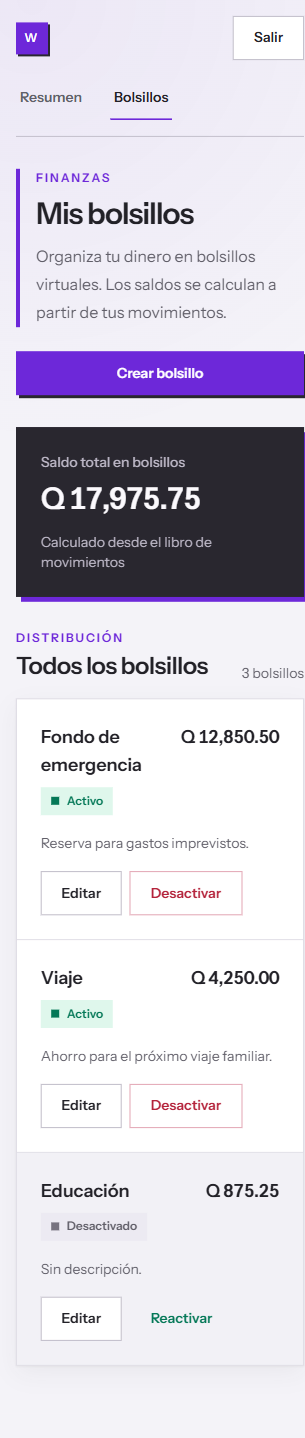 W
Salir
Resumen
Bolsillos
FINANZAS
Mis bolsillos
Organiza tu dinero en bolsillos
virtuales. Los saldos se calculan a
partir de tus movimientos.
Crear bolsillo
Saldo total en bolsillos
Q 17,975.75
Calculado desde el libro de
movimientos
DISTRIBUCIÓN
Todos los bolsillos
3 bolsillos
Fondo de
emergencia
Q 12,850.50
Activo
Reserva para gastos imprevistos.
Editar
Desactivar
Viaje
Q 4,250.00
Activo
Ahorro para el próximo viaje familiar.
Editar
Desactivar
Educación
Q 875.25
Desactivado
Sin descripción.
Editar
Reactivar